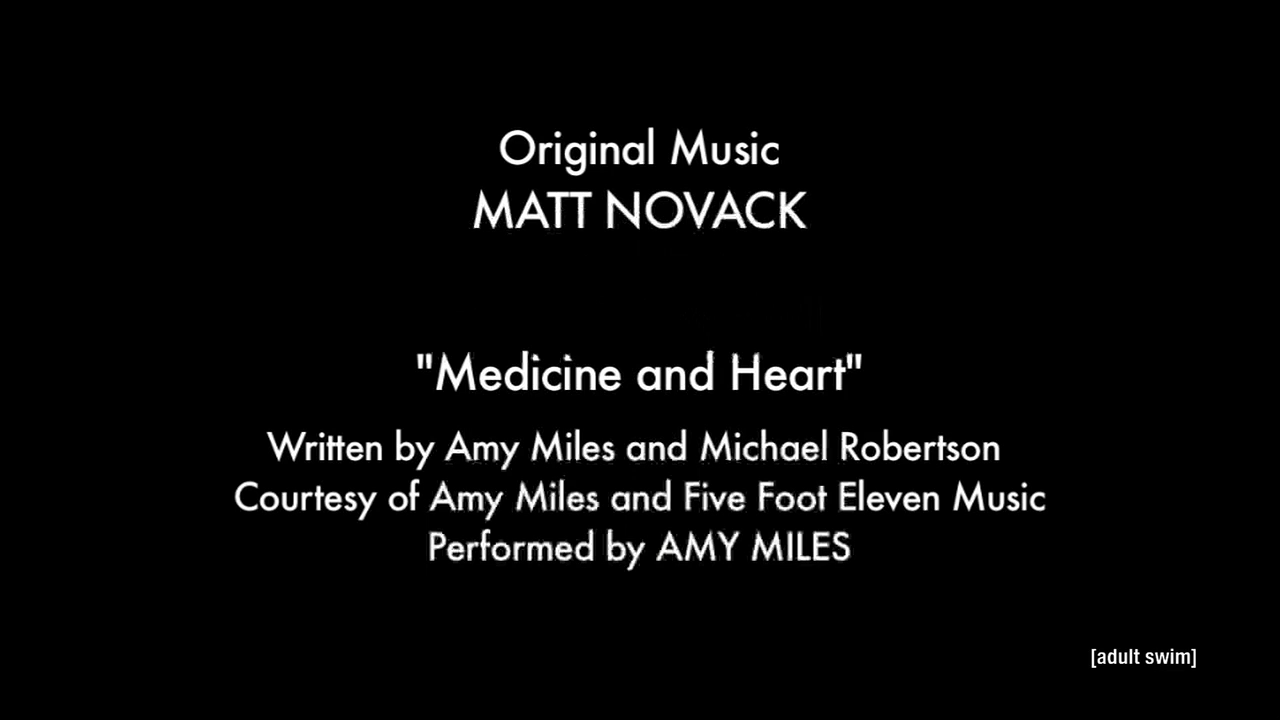 Original Music
MATT NOVACK
"Medicine and Heart"
Written by Amy Miles and Michael Robertson
Courtesy of Amy Miles and Five Foot Eleven Music
Performed by AMY MILES
[adult swim]